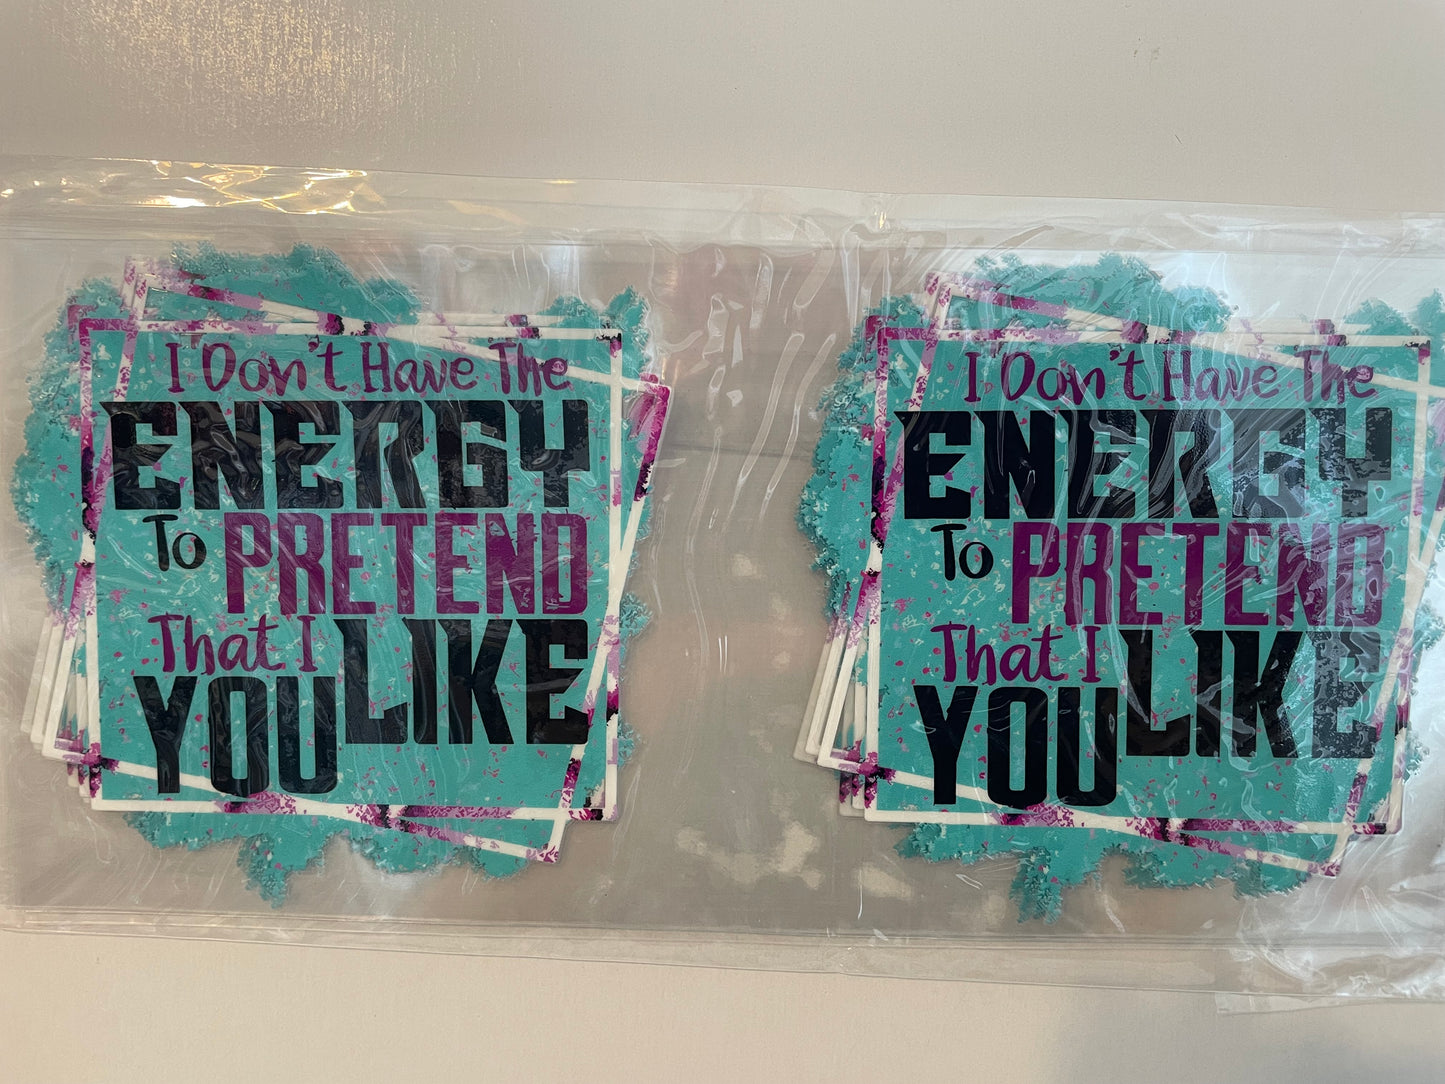 I Don't Have The
ENERGY
To PRETEND
That I LIKE
YOU
I Don't Have The
ENERGY
To PRETEND
That I LIKE
YOU